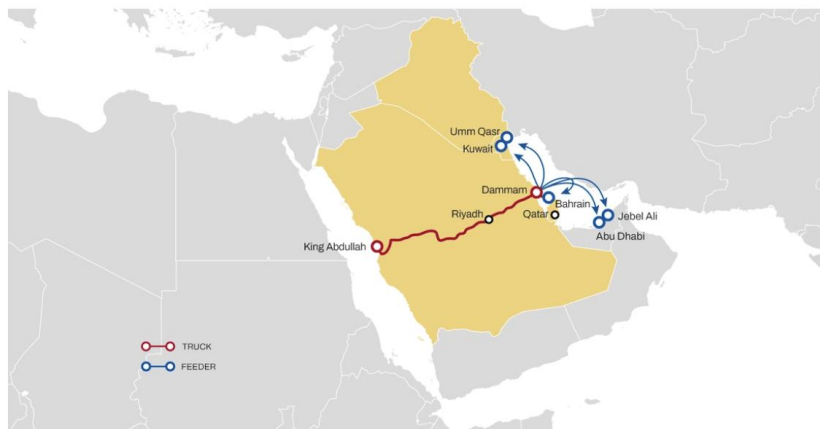 Umm Qasr
Kuwait
Dammam
Bahrain
Riyadh
Qatar
Jebel Ali
Abu Dhabi
King Abdullah
TRUCK
FEEDER